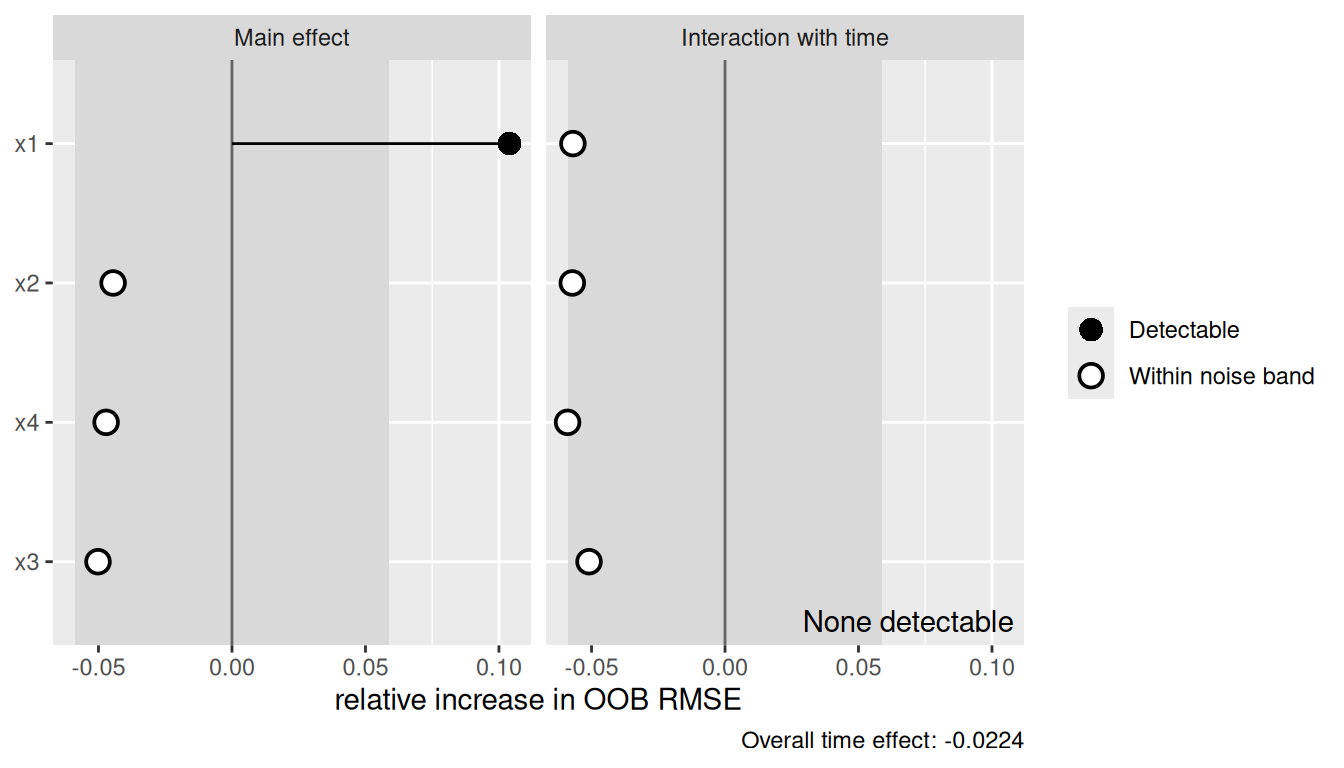 Main effect
Interaction with time
x1
x2
x4
x3
Detectable
Within noise band
None detectable
-0.05 0.00 0.05 0.10
-0.05 0.00 0.05 0.10
relative increase in OOB RMSE
Overall time effect: -0.0224